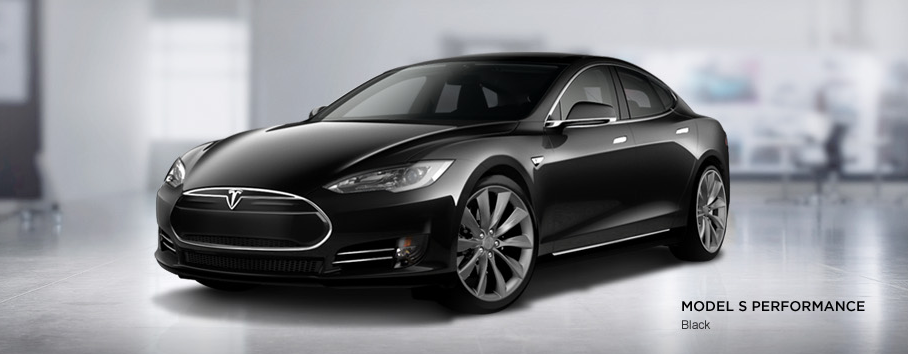 MODEL S PERFORMANCE
Black